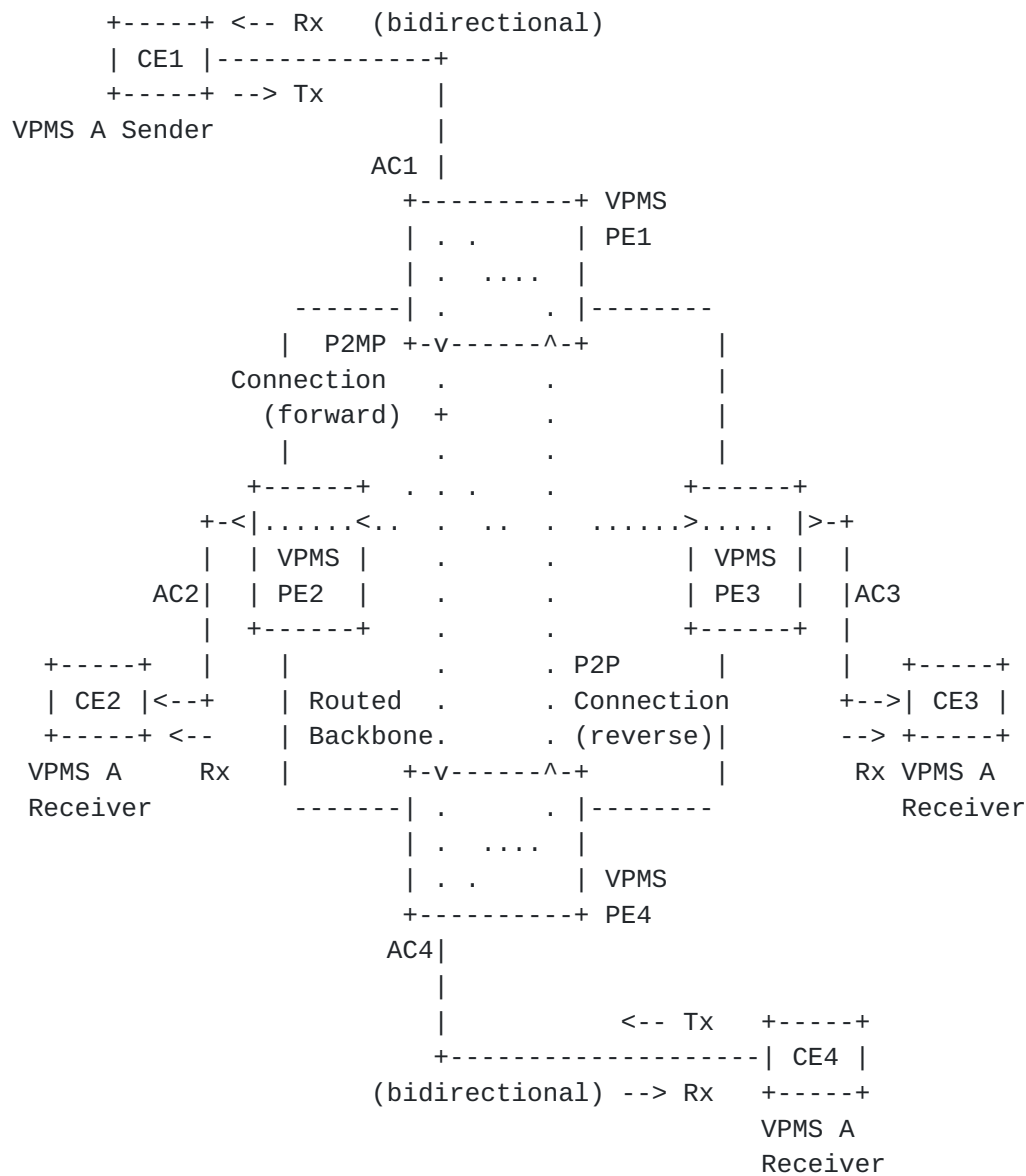 +-----+ <-- Rx   (bidirectional)
| CE1 |--------------+
+-----+ --> Tx       |
VPMS A Sender              |
AC1 |
+----------+ VPMS
| . .      | PE1
| .  ....  |
-------| .      . |--------
|  P2MP +-v------^-+        |
Connection   .      .          |
(forward)  +      .          |
|         .      .          |
+------+  . . .    .        +------+
+-<|......<..  .  ..  .  ......>..... |>-+
|  | VPMS |    .      .        | VPMS  |  |
AC2|  | PE2  |    .      .        | PE3   |  |AC3
|  +------+    .      .        +------+  |
+-----+   |    |         .      . P2P      |       |   +-----+
| CE2 |<--+    | Routed  .      . Connection       +-->| CE3 |
+-----+ <--    | Backbone.      . (reverse)|       --> +-----+
VPMS A     Rx   |       +-v------^-+        |        Rx VPMS A
Receiver         -------| .      . |--------            Receiver
| .  ....  |
| . .      | VPMS
+----------+ PE4
AC4|
|
|           <-- Tx   +-----+
+--------------------| CE4 |
(bidirectional) --> Rx   +-----+
VPMS A
Receiver